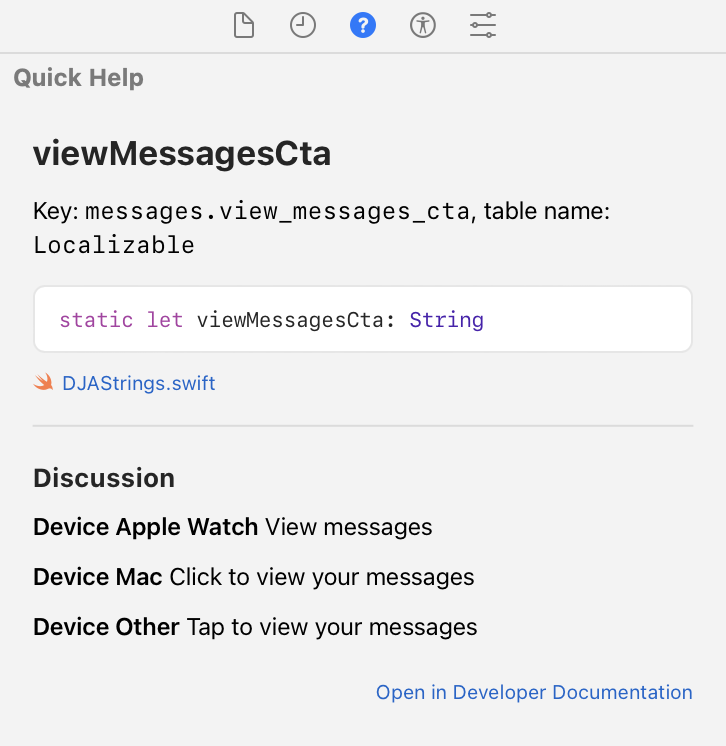 Quick Help
viewMessagesCta
Key: messages.view_messages_cta, table name:
Localizable
static let viewMessagesCta: String
DJAStrings.swift
Discussion
Device Apple Watch View messages
Device Mac Click to view your messages
Device Other Tap to view your messages
Open in Developer Documentation